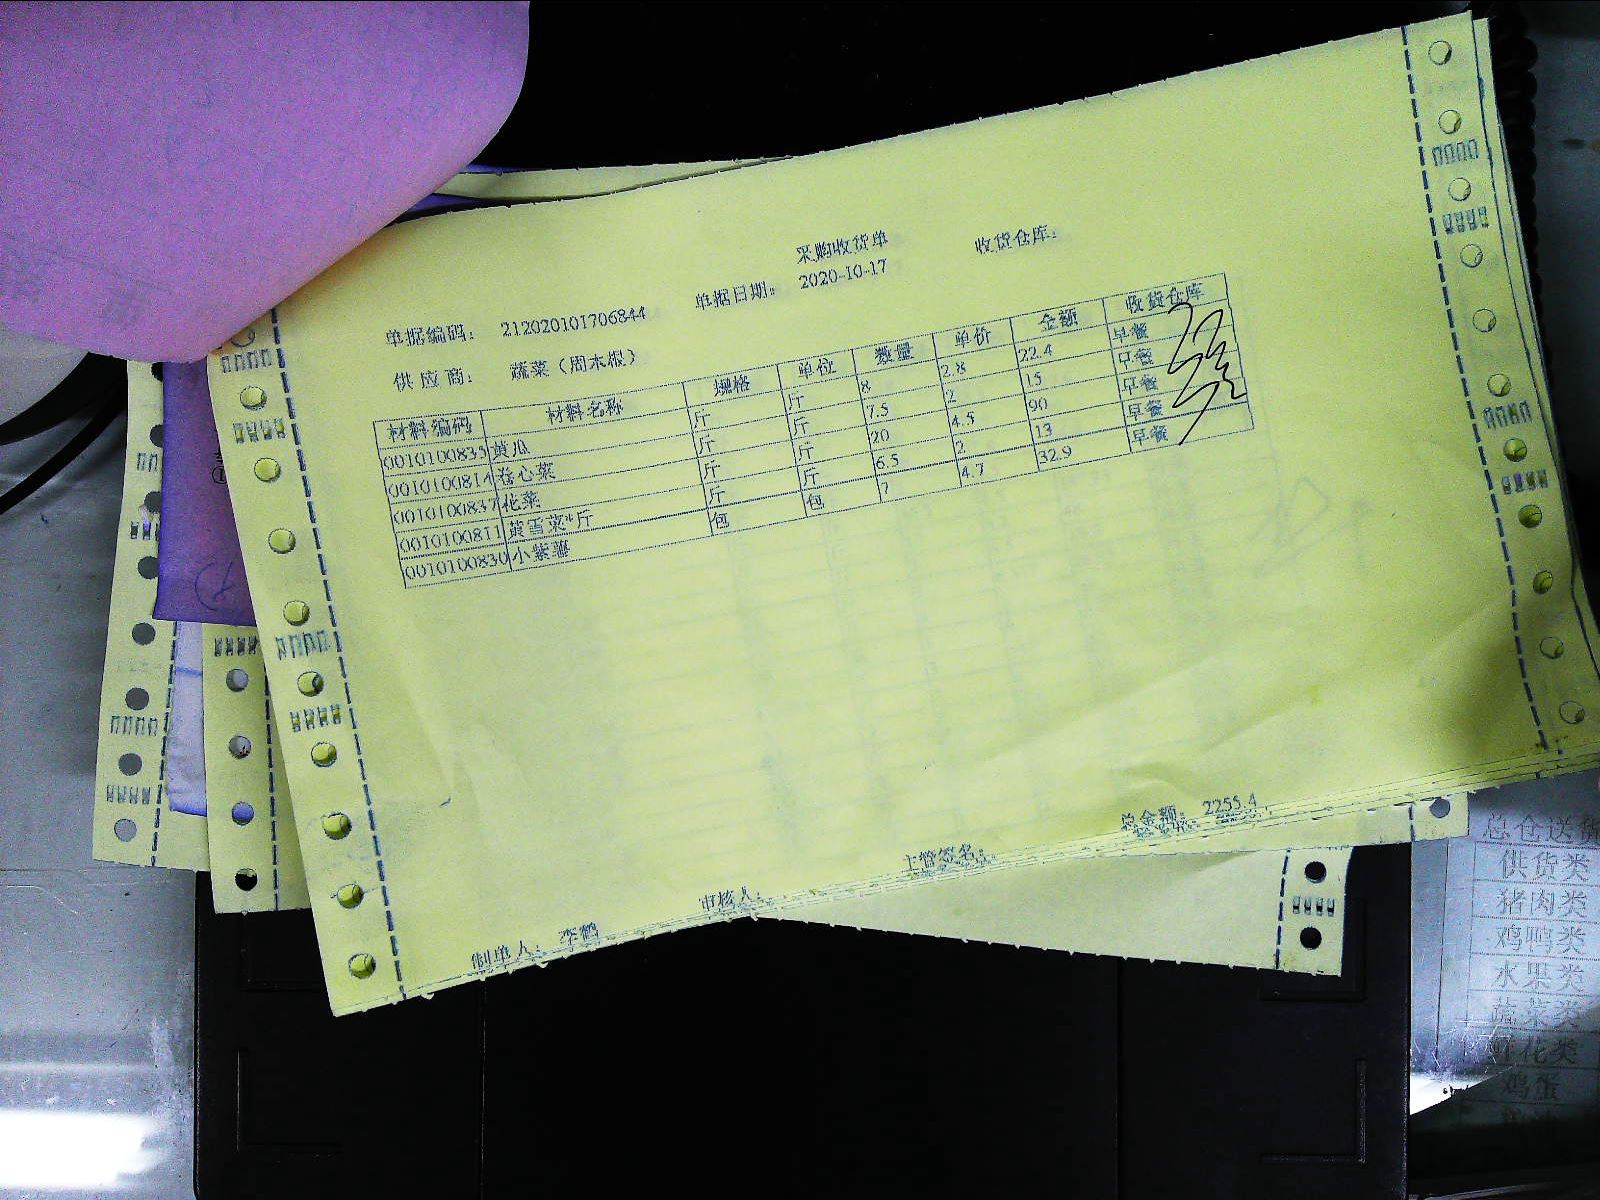 采购收货单
收货仓库：
单据编码： 212020101706844 单据日期： 2020-10-17
供应商： 蔬菜（周木根）
材料编码 材料名称 规格 单位 数量 单价 金额 收货仓库
0010100835 黄瓜 斤 斤 8 2.8 22.4 早餐
0010100814 卷心菜 斤 斤 7.5 2 15 早餐
0010100837 花菜 斤 斤 20 4.5 90 早餐
0010100811 黄雪菜*斤 斤 斤 6.5 2 13 早餐
0010100830 小紫薯 包 包 7 4.7 32.9 早餐
总金额： 2255.4
制单人： 李鹤 审核人： 主管签名：
总仓送货
供货类
猪肉类
鸡鸭类
水果类
蔬菜类
鲜花类
鸡蛋